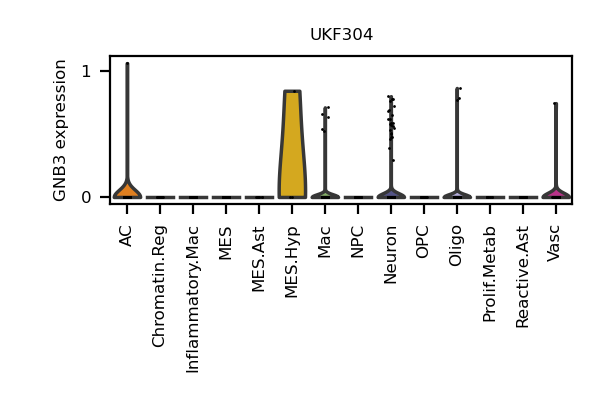 UKF304
GNB3 expression
1
0
AC
Chromatin.Reg
Inflammatory.Mac
MES
MES.Ast
MES.Hyp
Mac
NPC
Neuron
OPC
Oligo
Prolif.Metab
Reactive.Ast
Vasc